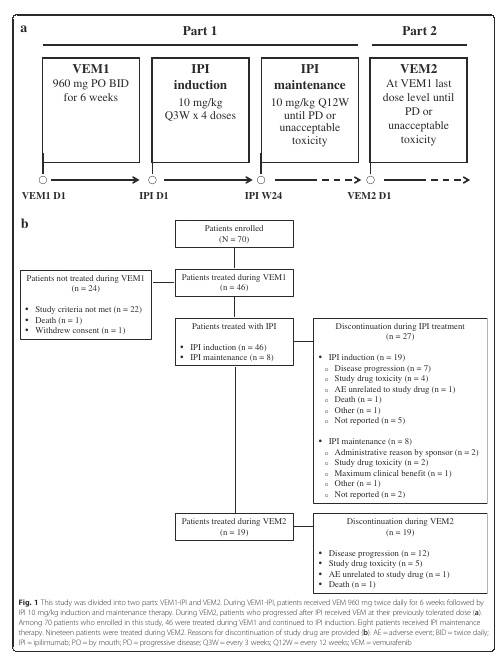 a
Part 1
Part 2
VEM1
960 mg PO BID
for 6 weeks
IPI
induction
10 mg/kg
Q3W x 4 doses
IPI
maintenance
10 mg/kg Q12W
until PD or
unacceptable
toxicity
VEM2
At VEM1 last
dose level until
PD or
unacceptable
toxicity
VEM1 D1
IPI D1
IPI W24
VEM2 D1
b
Patients enrolled
(N = 70)
Patients not treated during VEM1
(n = 24)
• Study criteria not met (n = 22)
• Death (n = 1)
• Withdrew consent (n = 1)
Patients treated during VEM1
(n = 46)
Patients treated with IPI
• IPI induction (n = 46)
• IPI maintenance (n = 8)
Discontinuation during IPI treatment
(n = 27)
• IPI induction (n = 19)
o Disease progression (n = 7)
o Study drug toxicity (n = 4)
o AE unrelated to study drug (n = 1)
o Death (n = 1)
o Other (n = 1)
o Not reported (n = 5)
• IPI maintenance (n = 8)
o Administrative reason by sponsor (n = 2)
o Study drug toxicity (n = 2)
o Maximum clinical benefit (n = 1)
o Other (n = 1)
o Not reported (n = 2)
Patients treated during VEM2
(n = 19)
Discontinuation during VEM2
(n = 19)
• Disease progression (n = 12)
• Study drug toxicity (n = 5)
• AE unrelated to study drug (n = 1)
• Death (n = 1)
Fig. 1 This study was divided into two parts: VEM1-IPI and VEM2. During VEM1-IPI, patients received VEM 960 mg twice daily for 6 weeks followed by
IPI 10 mg/kg induction and maintenance therapy. During VEM2, patients who progressed after IPI received VEM at their previously tolerated dose (a).
Among 70 patients who enrolled in this study, 46 were treated during VEM1 and continued to IPI induction. Eight patients received IPI maintenance
therapy. Nineteen patients were treated during VEM2. Reasons for discontinuation of study drug are provided (b). AE = adverse event; BID = twice daily;
IPI = ipilimumab; PO = by mouth; PD = progressive disease; Q3W = every 3 weeks; Q12W = every 12 weeks; VEM = vemurafenib